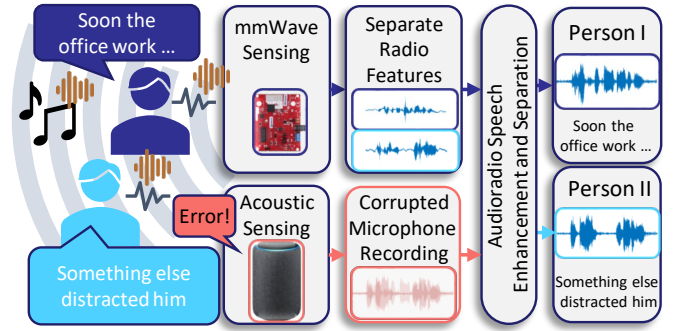 Soon the
office work ...
Something else
distracted him
Error!
mmWave
Sensing
Acoustic
Sensing
Separate
Radio
Features
Corrupted
Microphone
Recording
Audioradio Speech
Enhancement and Separation
Person I
Soon the
office work ...
Person II
Something else
distracted him